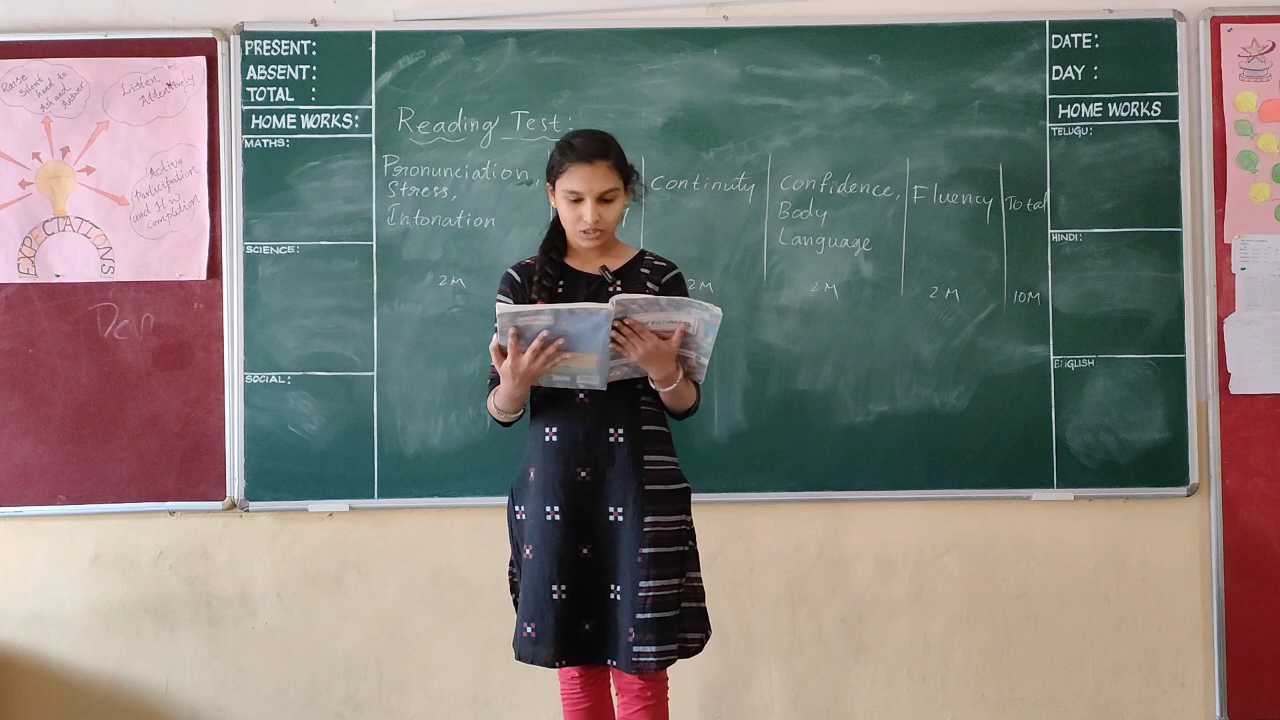 Raise
Silent
hand to
Ask and
Answer
Listen
Attentively
Active
Participation
and H.W
Completion
EXPECTATIONS
PRESENT:
ABSENT:
TOTAL :
HOME WORKS:
MATHS:
SCIENCE:
SOCIAL:
Reading Test:
Pronunciation,
Stress,
Intonation
2M
Continuity
2M
Confidence,
Body
Language
2M
Fluency
2M
Total
10M
DATE:
DAY :
HOME WORKS
TELUGU:
HINDI:
ENGLISH